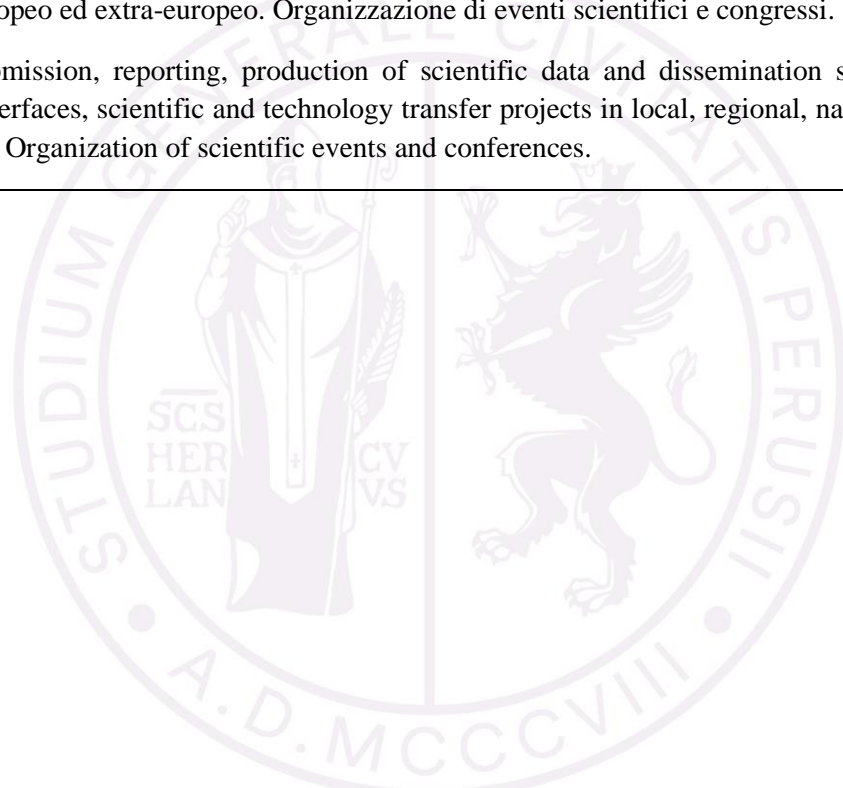 opeo ed extra-europeo. Organizzazione di eventi scientifici e congressi.
mission, reporting, production of scientific data and dissemination s
erfaces, scientific and technology transfer projects in local, regional, na
Organization of scientific events and conferences.
STUDIUM GENERALE CIVITATIS PERUSII
SCS
HER
LAN
CV
VS
A.D. MCCCVIII